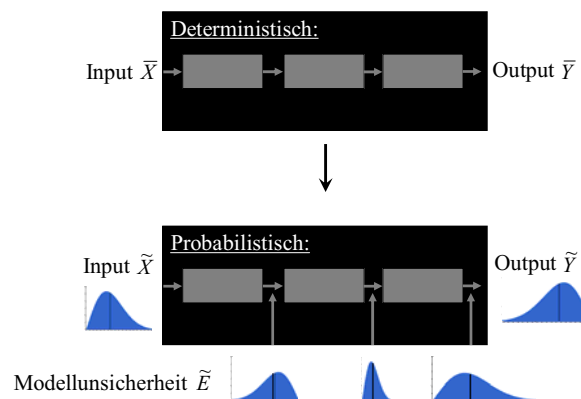 Deterministisch:
Input X̅
Output Y̅
Probabilistisch:
Input X̃
Output Ỹ
Modellunsicherheit Ẽ